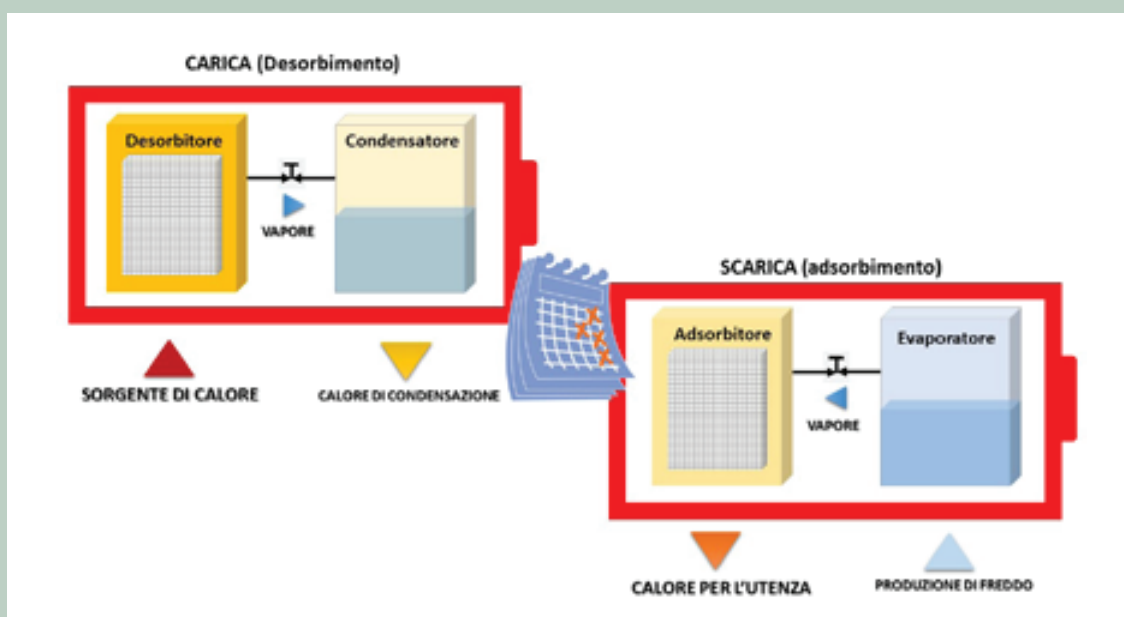 CARICA (Desorbimento)
Desorbitore
Condensatore
VAPORE
SORGENTE DI CALORE
CALORE DI CONDENSAZIONE
SCARICA (adsorbimento)
Adsorbitore
Evaporatore
VAPORE
CALORE PER L'UTENZA
PRODUZIONE DI FREDDO